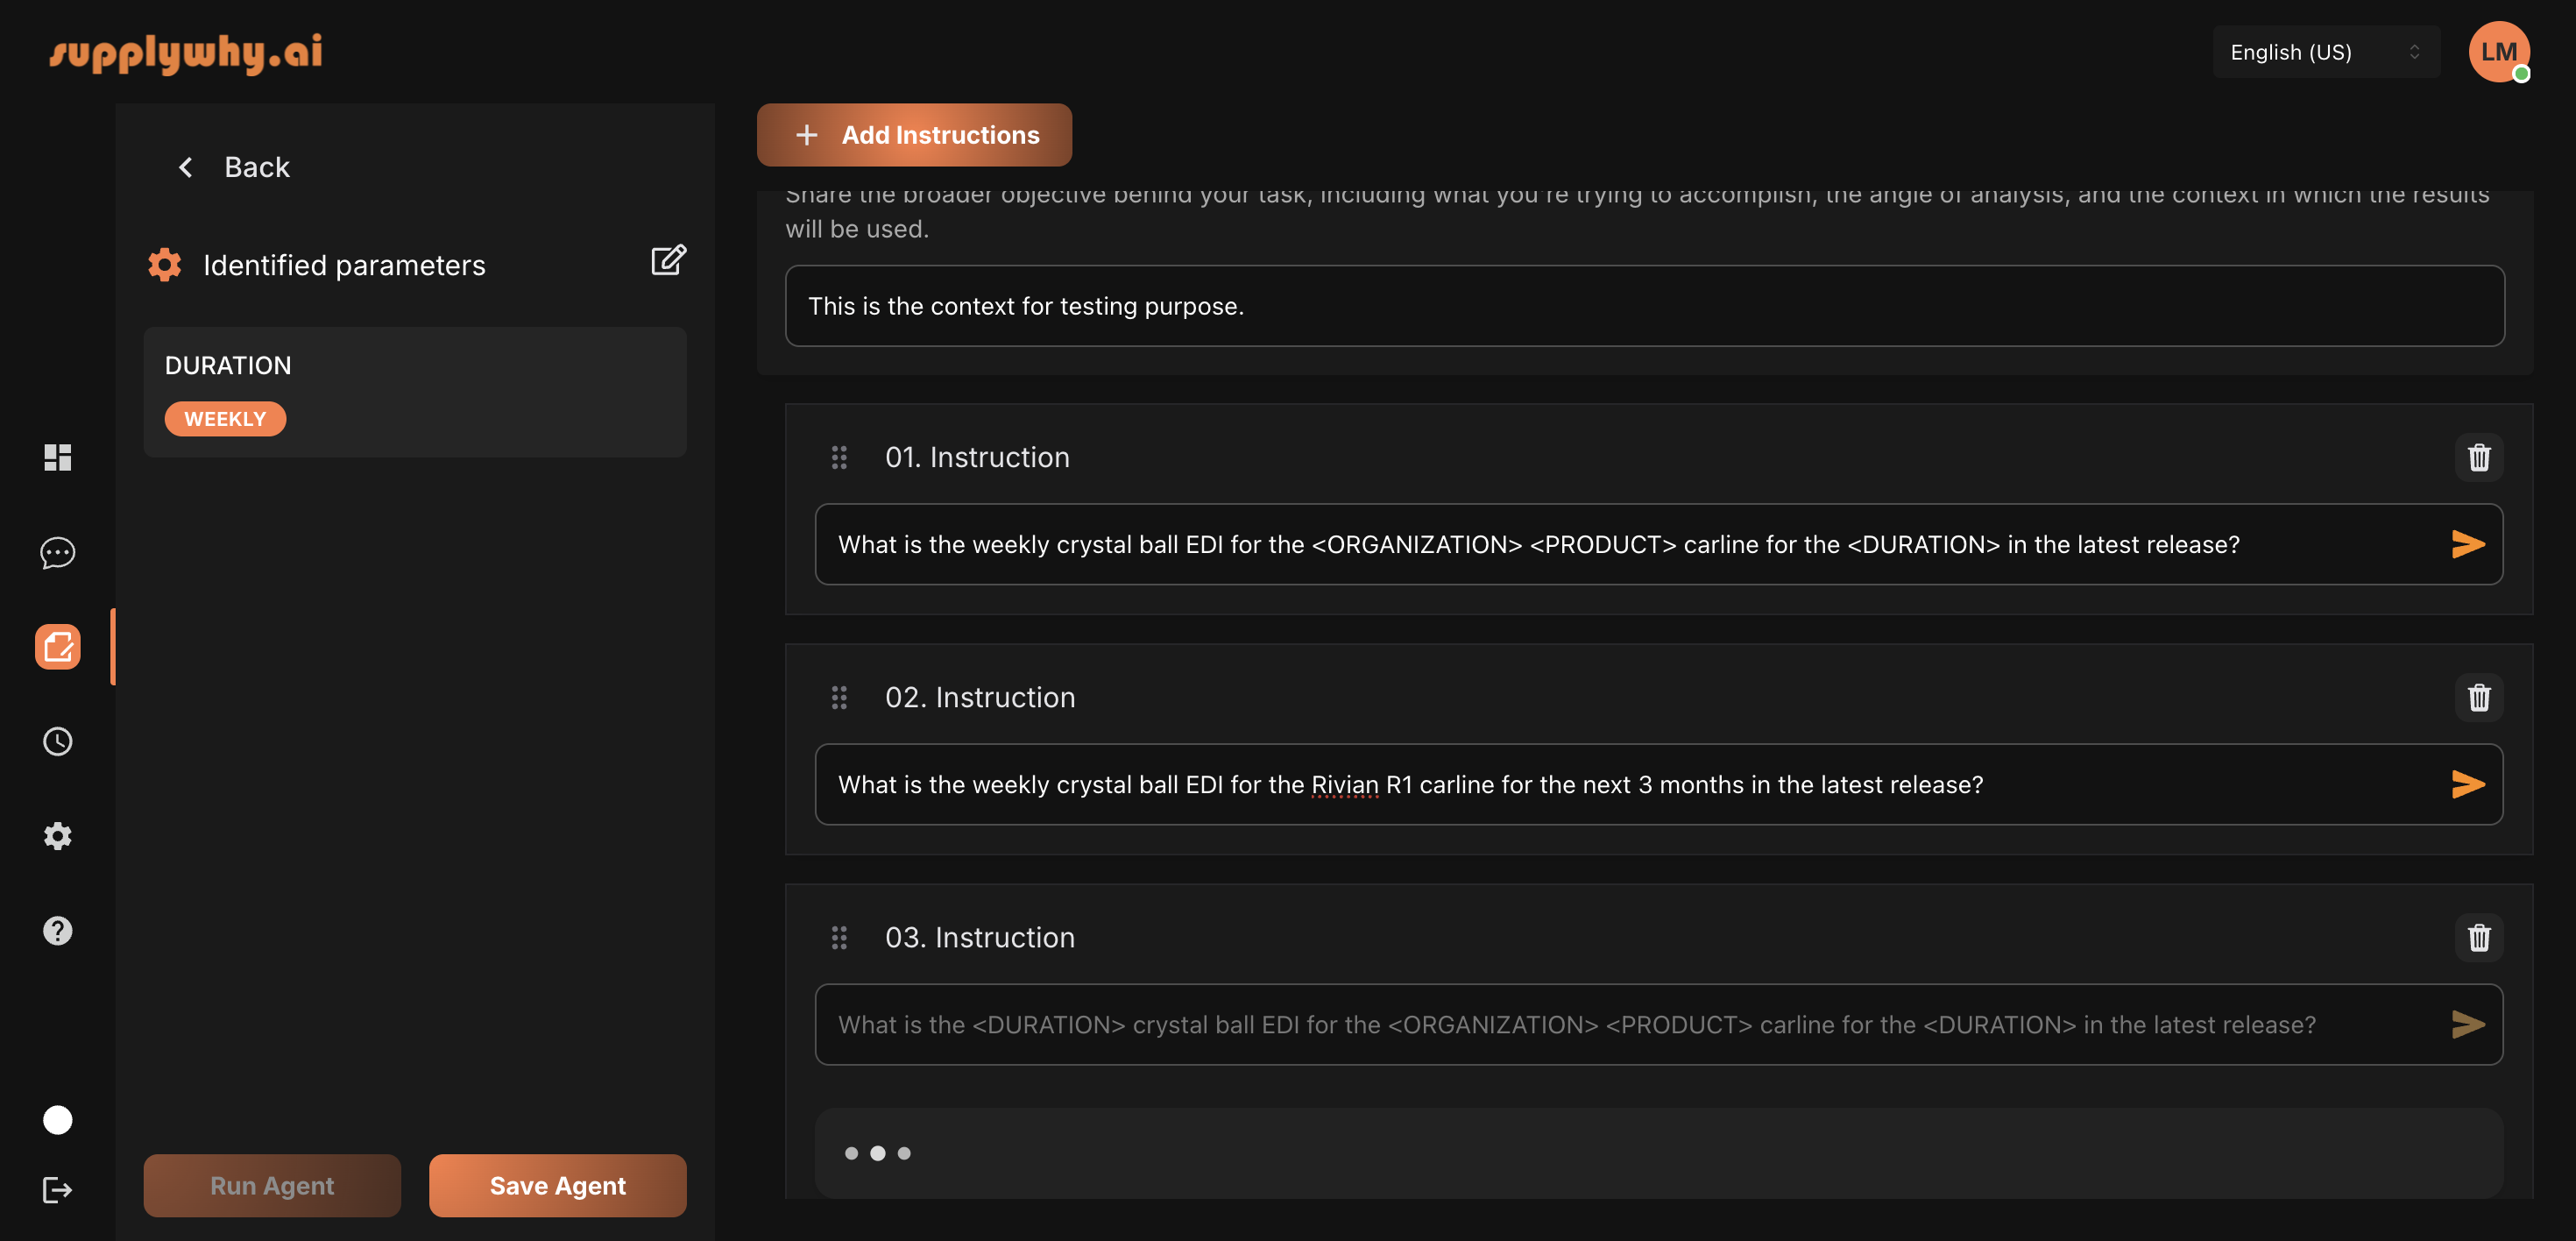 supplywhy.ai
English (US)
LM
Back
Identified parameters
DURATION
WEEKLY
Run Agent
Save Agent
Add Instructions
Share the broader objective behind your task, including what you're trying to accomplish, the angle of analysis, and the context in which the results
will be used.
This is the context for testing purpose.
01. Instruction
What is the weekly crystal ball EDI for the <ORGANIZATION> <PRODUCT> carline for the <DURATION> in the latest release?
02. Instruction
What is the weekly crystal ball EDI for the Rivian R1 carline for the next 3 months in the latest release?
03. Instruction
What is the <DURATION> crystal ball EDI for the <ORGANIZATION> <PRODUCT> carline for the <DURATION> in the latest release?